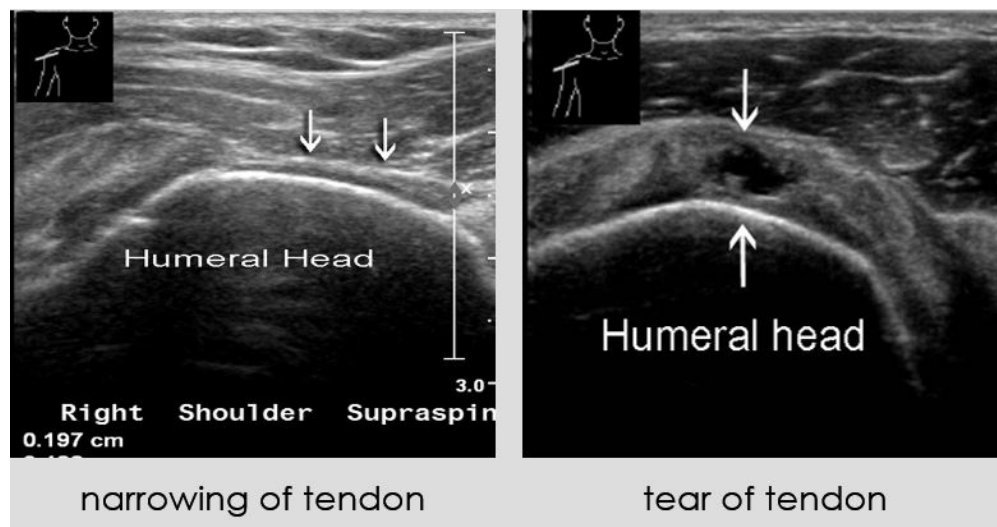 Humeral Head
3.0
Right Shoulder Supraspin
0.197 cm
narrowing of tendon
Humeral head
tear of tendon